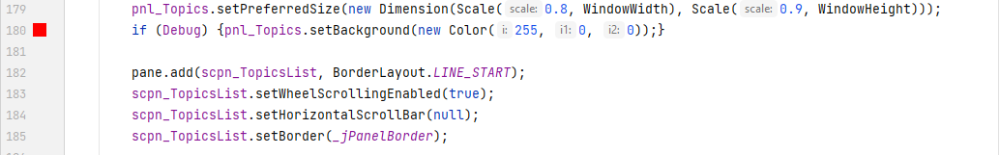 179 pnl_Topics.setPreferredSize(new Dimension(Scale( scale: 0.8, WindowWidth), Scale( scale: 0.9, WindowHeight)));
180 if (Debug) {pnl_Topics.setBackground(new Color( i: 255, i1: 0, i2: 0));}
181
182 pane.add(scpn_TopicsList, BorderLayout.LINE_START);
183 scpn_TopicsList.setWheelScrollingEnabled(true);
184 scpn_TopicsList.setHorizontalScrollBar(null);
185 scpn_TopicsList.setBorder(_jPanelBorder);